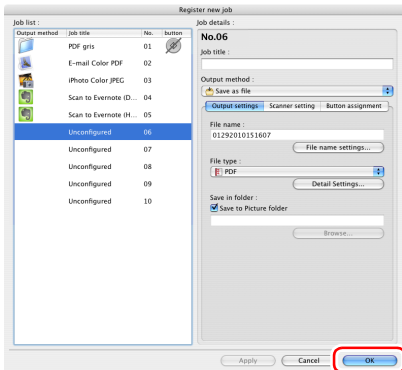 Register new job
Job list :
Output method Job title No. button
PDF gris 01
E-mail Color PDF 02
iPhoto Color JPEG 03
Scan to Evernote (D... 04
Scan to Evernote (H... 05
Unconfigured 06
Unconfigured 07
Unconfigured 08
Unconfigured 09
Unconfigured 10
Job details :
No.06
Job title :
Output method :
Save as file
Output settings Scanner setting Button assignment
File name :
01292010151607
File name settings...
File type :
PDF
Detail Settings...
Save in folder :
Save to Picture folder
Browse...
Apply Cancel OK